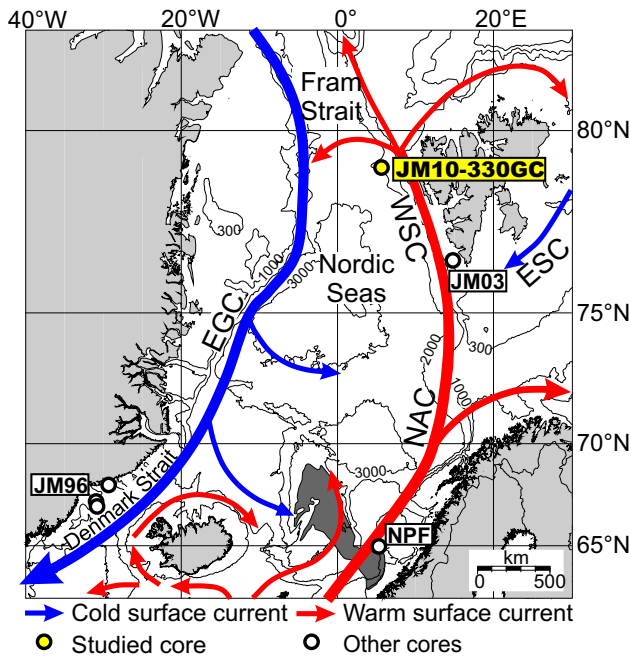 40°W 20°W 0° 20°E
Fram
Strait
80°N
JM10-330GC
WSC
300
ESC
JM03
1000
3000
Nordic
Seas
75°N
EGC
2000
300
1000
NAC
70°N
3000
JM96
Denmark Strait
NPF
65°N
km
0 500
Cold surface current Warm surface current
Studied core Other cores